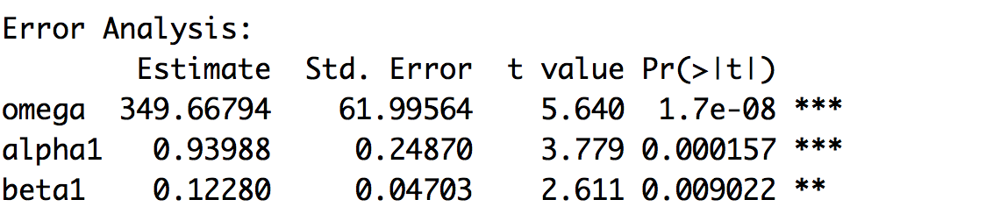 Error Analysis:
Estimate Std. Error t value Pr(>|t|)
omega 349.66794 61.99564 5.640 1.7e-08 ***
alpha1 0.93988 0.24870 3.779 0.000157 ***
beta1 0.12280 0.04703 2.611 0.009022 **